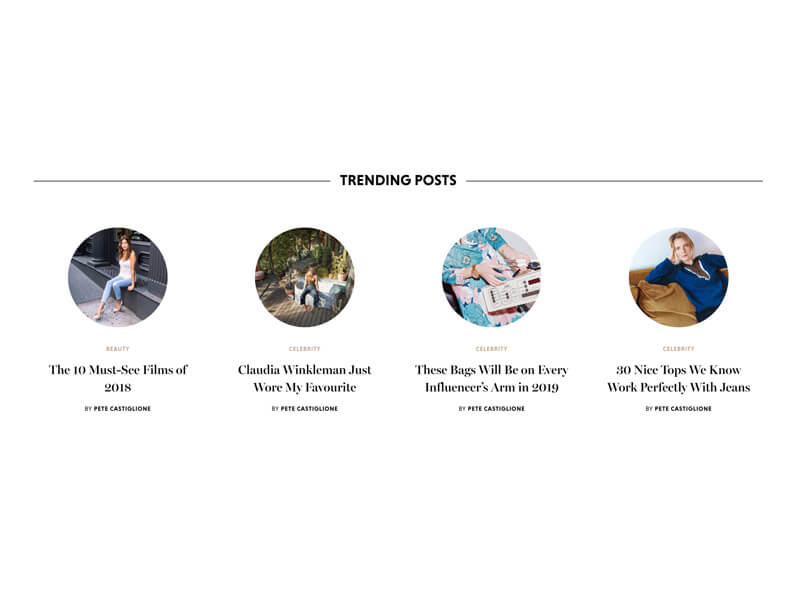 TRENDING POSTS
BEAUTY
The 10 Must-See Films of
2018
BY PETE CASTIGLIONE
CELEBRITY
Claudia Winkleman Just
Wore My Favourite
BY PETE CASTIGLIONE
CELEBRITY
These Bags Will Be on Every
Influencer's Arm in 2019
BY PETE CASTIGLIONE
CELEBRITY
30 Nice Tops We Know
Work Perfectly With Jeans
BY PETE CASTIGLIONE